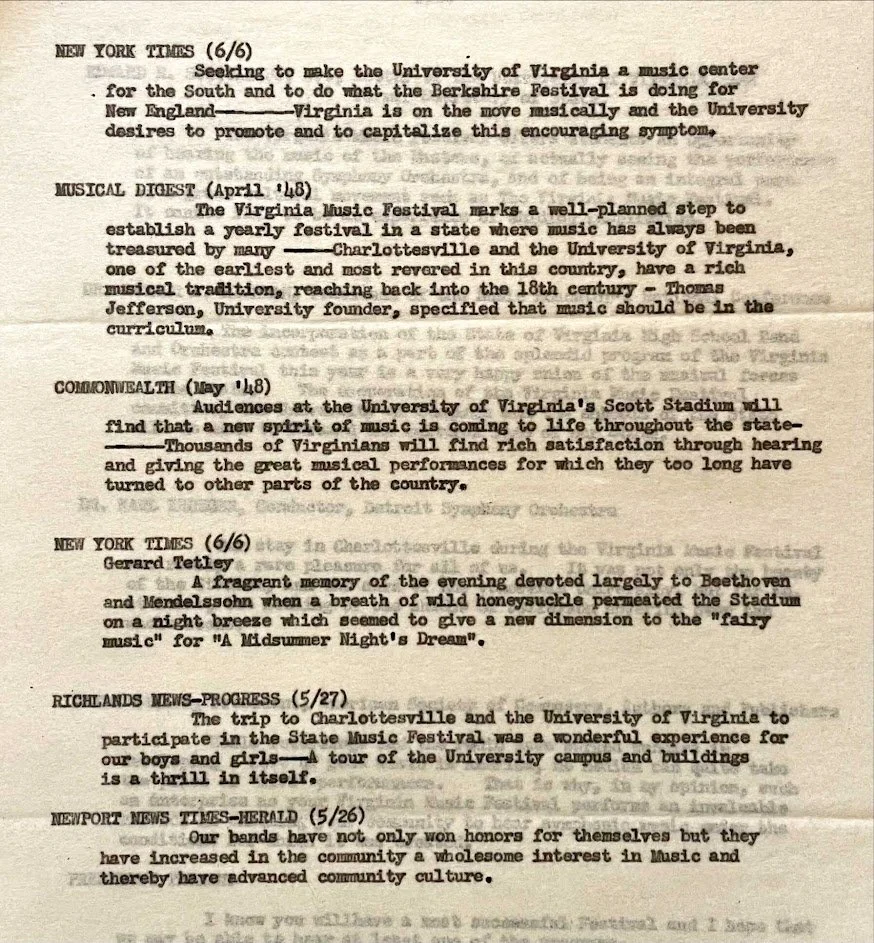 NEW YORK TIMES (6/6)
Seeking to make the University of Virginia a music center
for the South and to do what the Berkshire Festival is doing for
New England————Virginia is on the move musically and the University
desires to promote and to capitalize this encouraging symptom.
MUSICAL DIGEST (April '48)
The Virginia Music Festival marks a well-planned step to
establish a yearly festival in a state where music has always been
treasured by many ———Charlottesville and the University of Virginia,
one of the earliest and most revered in this country, have a rich
musical tradition, reaching back into the 18th century - Thomas
Jefferson, University founder, specified that music should be in the
curriculum.
COMMONWEALTH (May '48)
Audiences at the University of Virginia's Scott Stadium will
find that a new spirit of music is coming to life throughout the state-
———Thousands of Virginians will find rich satisfaction through hearing
and giving the great musical performances for which they too long have
turned to other parts of the country.
NEW YORK TIMES (6/6)
Gerard Tetley
A fragrant memory of the evening devoted largely to Beethoven
and Mendelssohn when a breath of wild honeysuckle permeated the Stadium
on a night breeze which seemed to give a new dimension to the "fairy
music" for "A Midsummer Night's Dream".
RICHLANDS NEWS-PROGRESS (5/27)
The trip to Charlottesville and the University of Virginia to
participate in the State Music Festival was a wonderful experience for
our boys and girls——A tour of the University campus and buildings
is a thrill in itself.
NEWPORT NEWS TIMES-HERALD (5/26)
Our bands have not only won honors for themselves but they
have increased in the community a wholesome interest in Music and
thereby have advanced community culture.
I know you will have a most successful Festival and I hope that